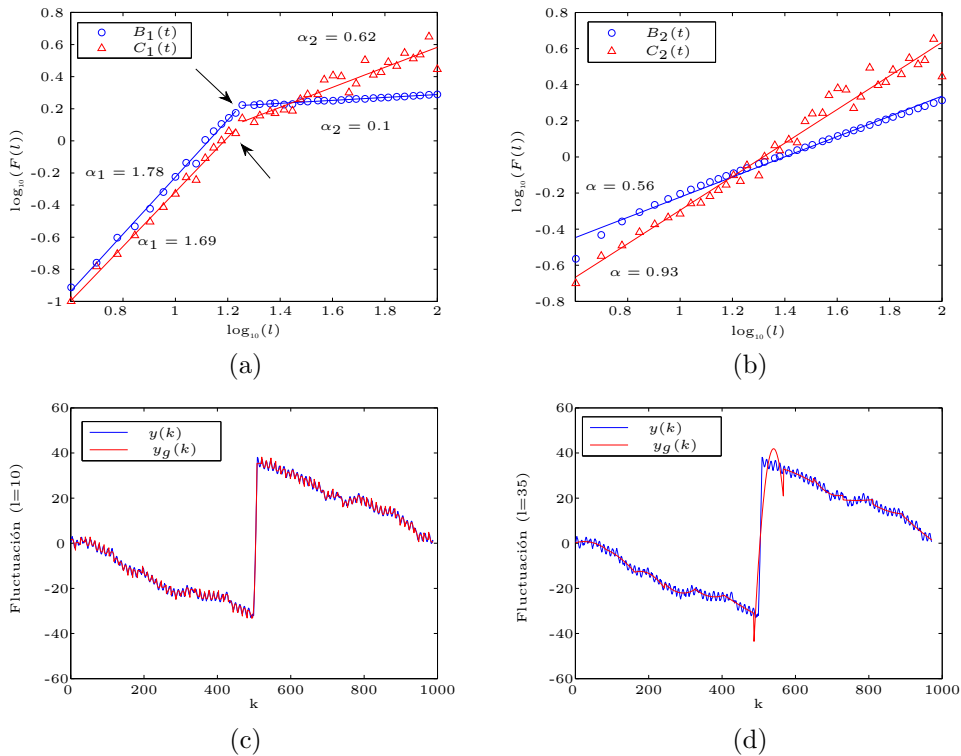 B₁(t)
C₁(t)
α₂ = 0.62
α₂ = 0.1
α₁ = 1.78
α₁ = 1.69
log₁₀(F(l))
0.6
0.4
0.2
0
-0.2
-0.4
-0.6
-0.8
-1
0.8 1 1.2 1.4 1.6 1.8 2
log₁₀(l)
(a)
B₂(t)
C₂(t)
α = 0.56
α = 0.93
log₁₀(F(l))
0.8
0.6
0.4
0.2
0
-0.2
-0.4
-0.6
-0.8
0.8 1 1.2 1.4 1.6 1.8 2
log₁₀(l)
(b)
y(k)
y_g(k)
Fluctuación (l=10)
60
40
20
0
-20
-40
-60
0 200 400 600 800 1000
k
(c)
y(k)
y_g(k)
Fluctuación (l=35)
60
40
20
0
-20
-40
-60
0 200 400 600 800 1000
k
(d)